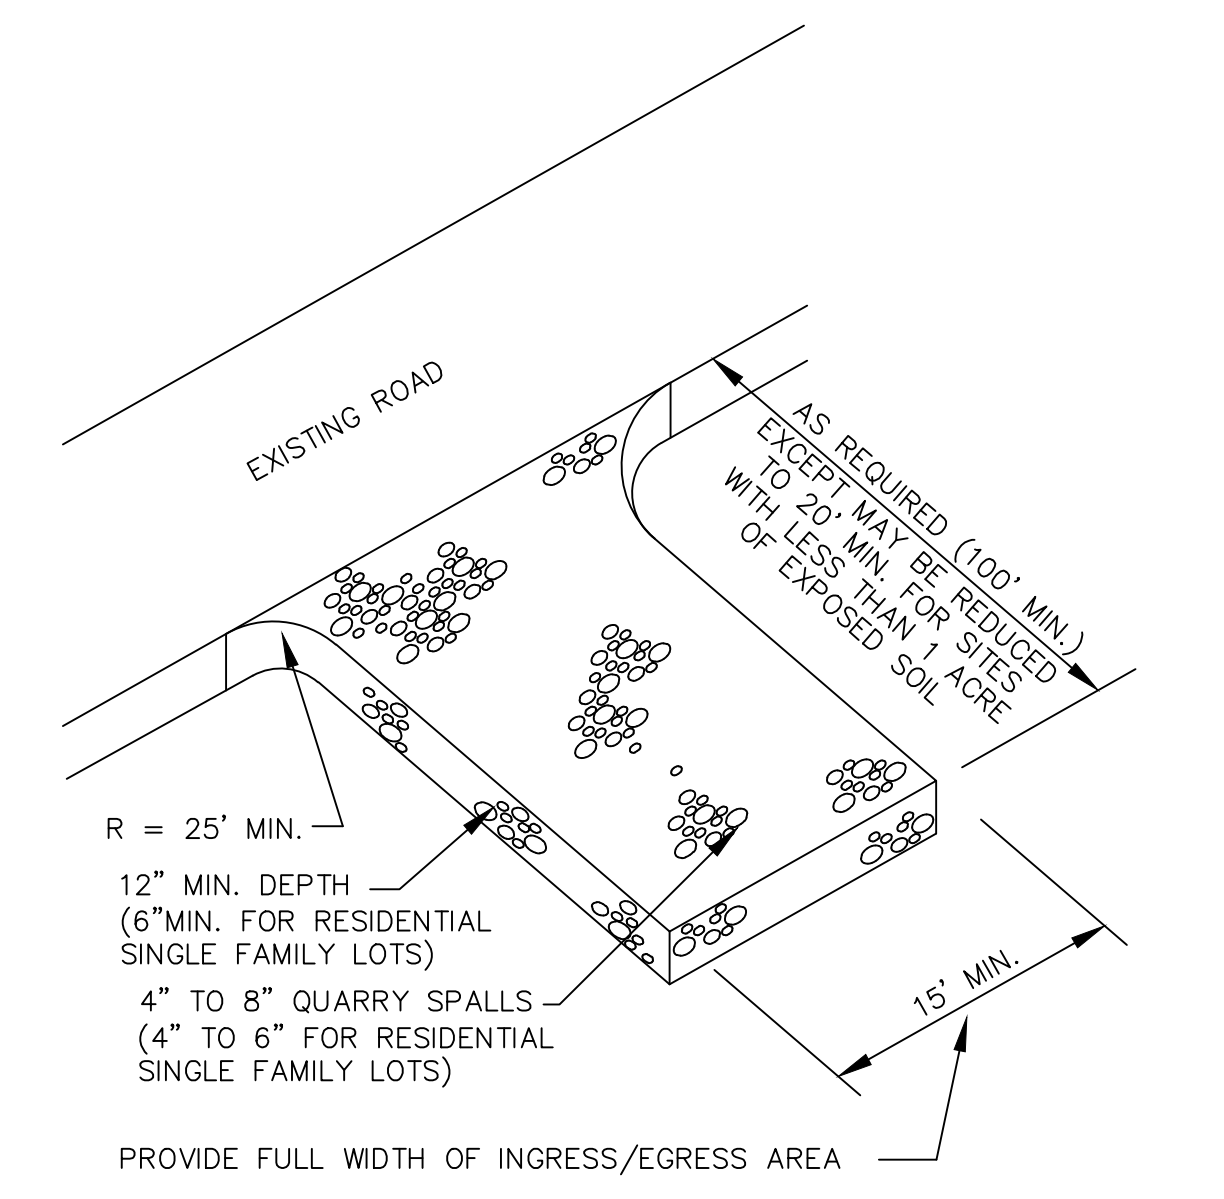 EXISTING ROAD
AS REQUIRED (100' MIN.)
EXCEPT MAY BE REDUCED
TO 20' MIN. FOR SITES
WITH LESS THAN 1 ACRE
OF EXPOSED SOIL
R = 25' MIN.
12" MIN. DEPTH
(6"MIN. FOR RESIDENTIAL
SINGLE FAMILY LOTS)
4" TO 8" QUARRY SPALLS
(4" TO 6" FOR RESIDENTIAL
SINGLE FAMILY LOTS)
15' MIN.
PROVIDE FULL WIDTH OF INGRESS/EGRESS AREA